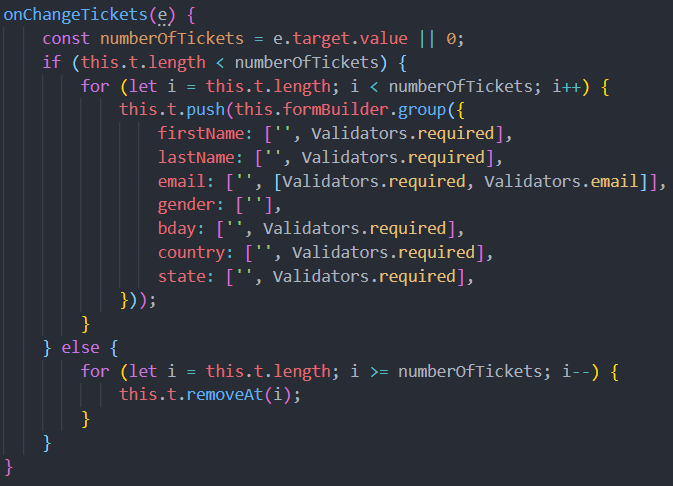 onChangeTickets(e) {
    const numberOfTickets = e.target.value || 0;
    if (this.t.length < numberOfTickets) {
        for (let i = this.t.length; i < numberOfTickets; i++) {
            this.t.push(this.formBuilder.group({
                firstName: ['', Validators.required],
                lastName: ['', Validators.required],
                email: ['', [Validators.required, Validators.email]],
                gender: [''],
                bday: ['', Validators.required],
                country: ['', Validators.required],
                state: ['', Validators.required],
            }));
        }
    } else {
        for (let i = this.t.length; i >= numberOfTickets; i--) {
            this.t.removeAt(i);
        }
    }
}